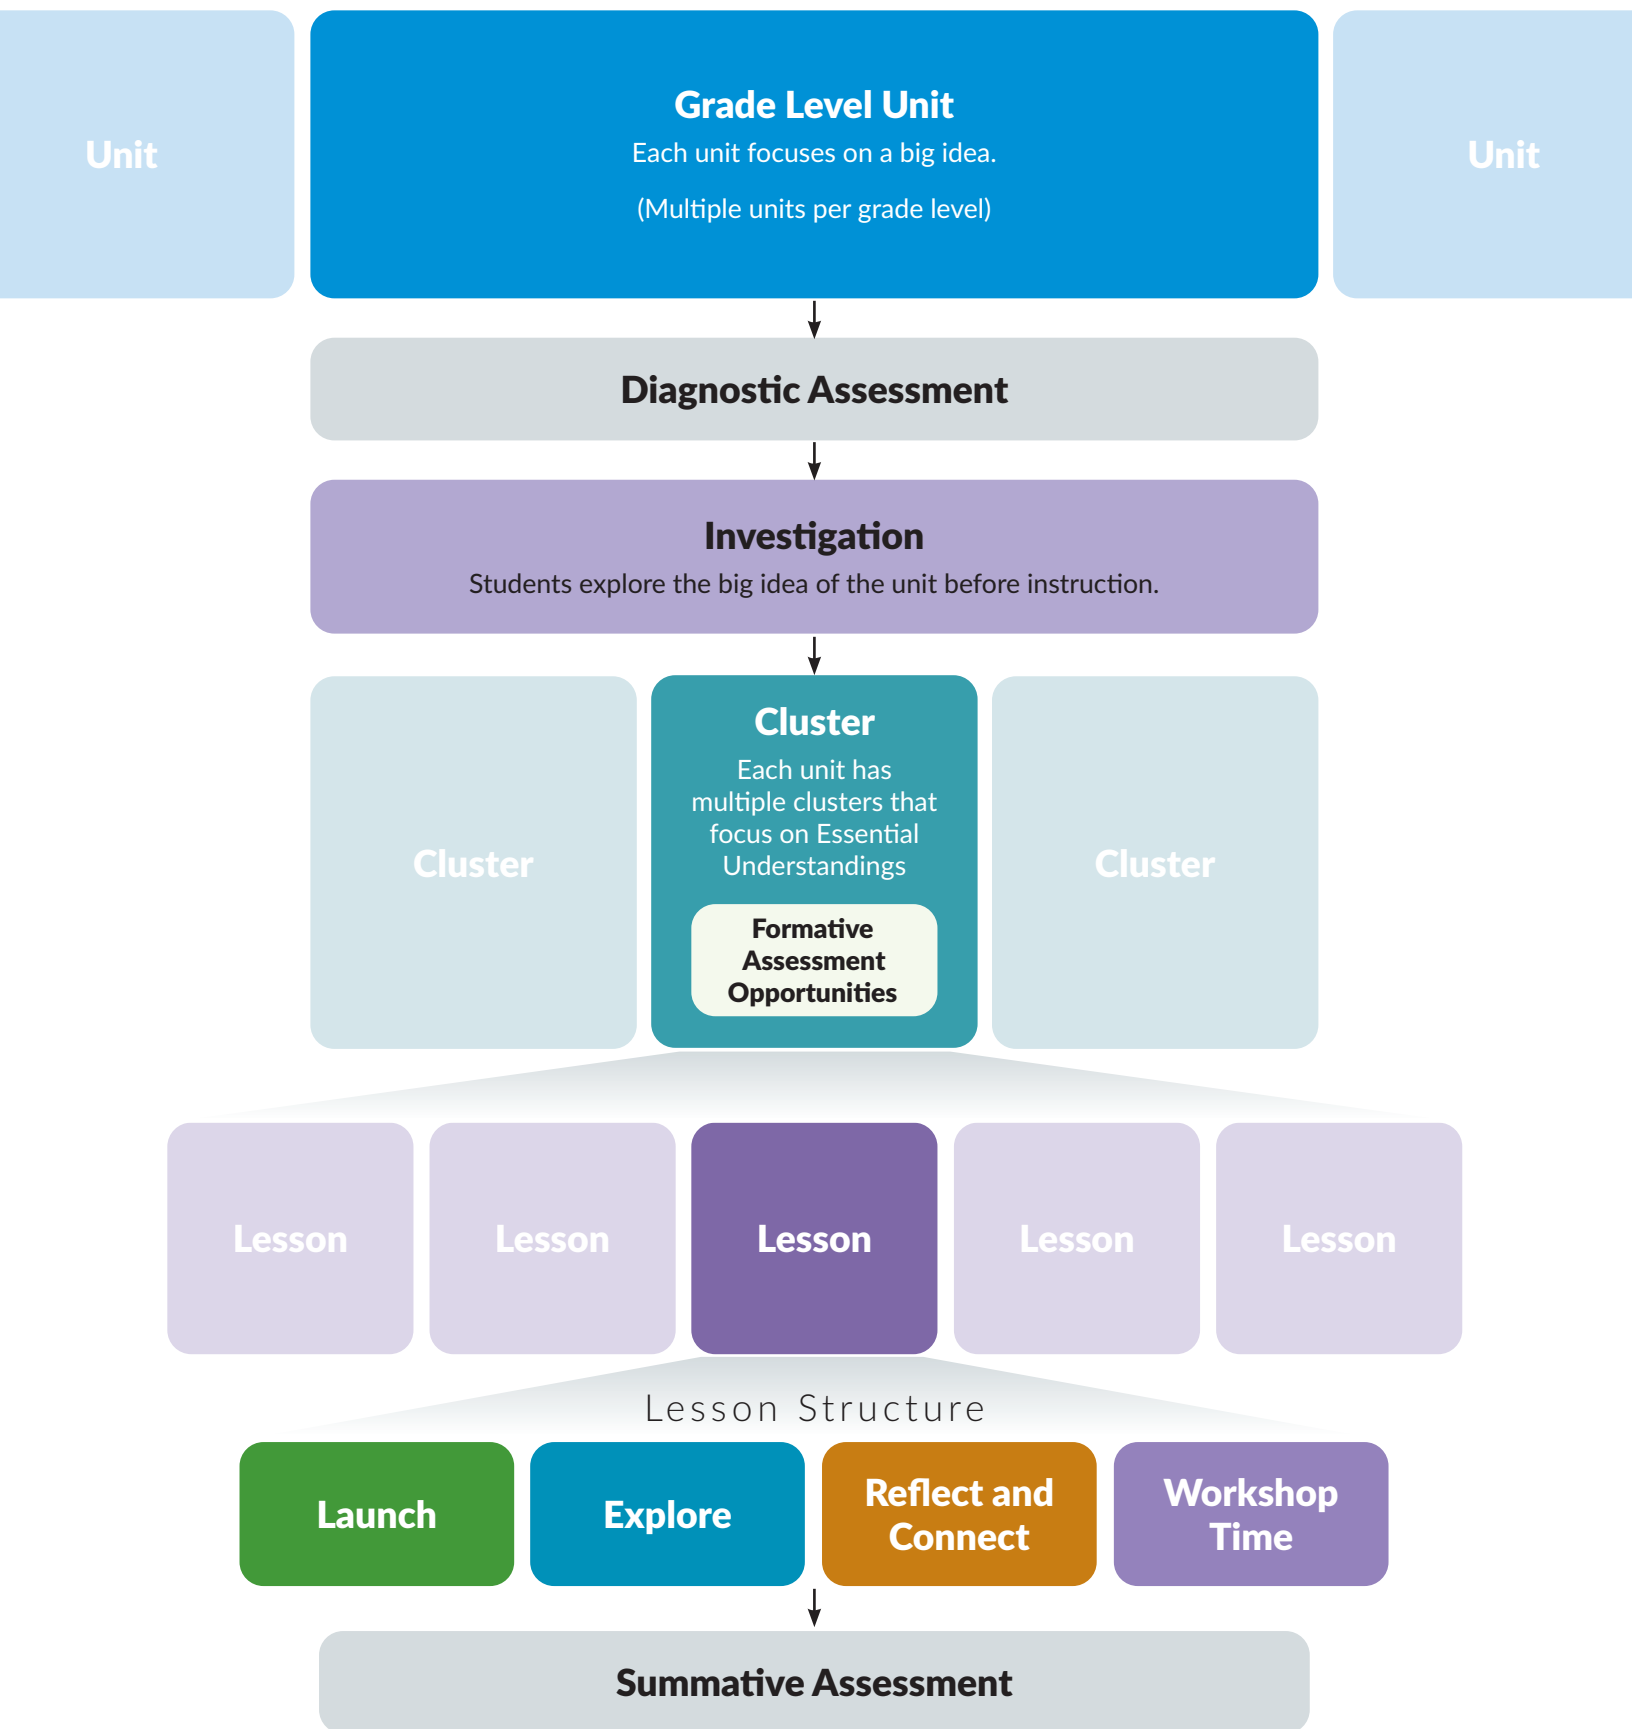 Unit
Grade Level Unit
Each unit focuses on a big idea.
(Multiple units per grade level)
Unit
Diagnostic Assessment
Investigation
Students explore the big idea of the unit before instruction.
Cluster
Cluster
Each unit has
multiple clusters that
focus on Essential
Understandings
Formative
Assessment
Opportunities
Cluster
Lesson
Lesson
Lesson
Lesson
Lesson
Lesson Structure
Launch
Explore
Reflect and
Connect
Workshop
Time
Summative Assessment